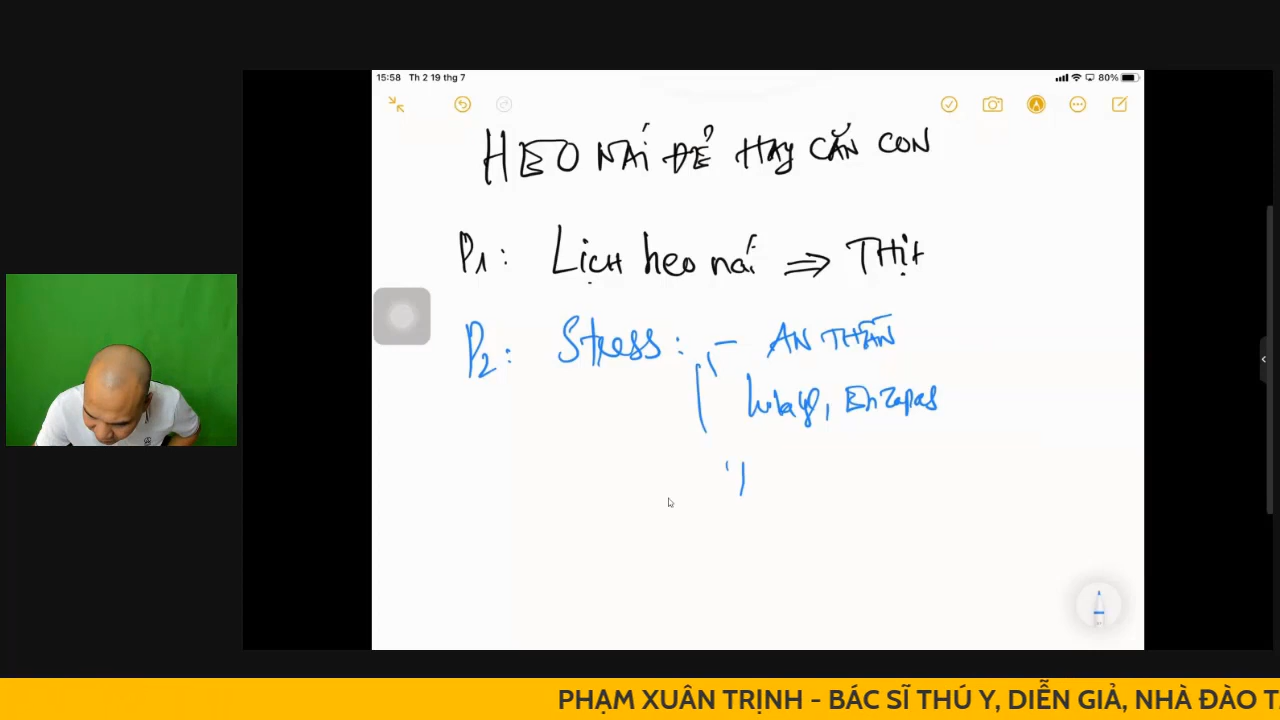 15:58 Th 2 19 thg 7
80%
HEO NÁI ĐẺ HAY CẮN CON
P1: Lịch heo nái ⇒ THỊT
P2: Stress: - AN THẦN
PHẠM XUÂN TRỊNH - BÁC SĨ THÚ Y, DIỄN GIẢ, NHÀ ĐÀO T